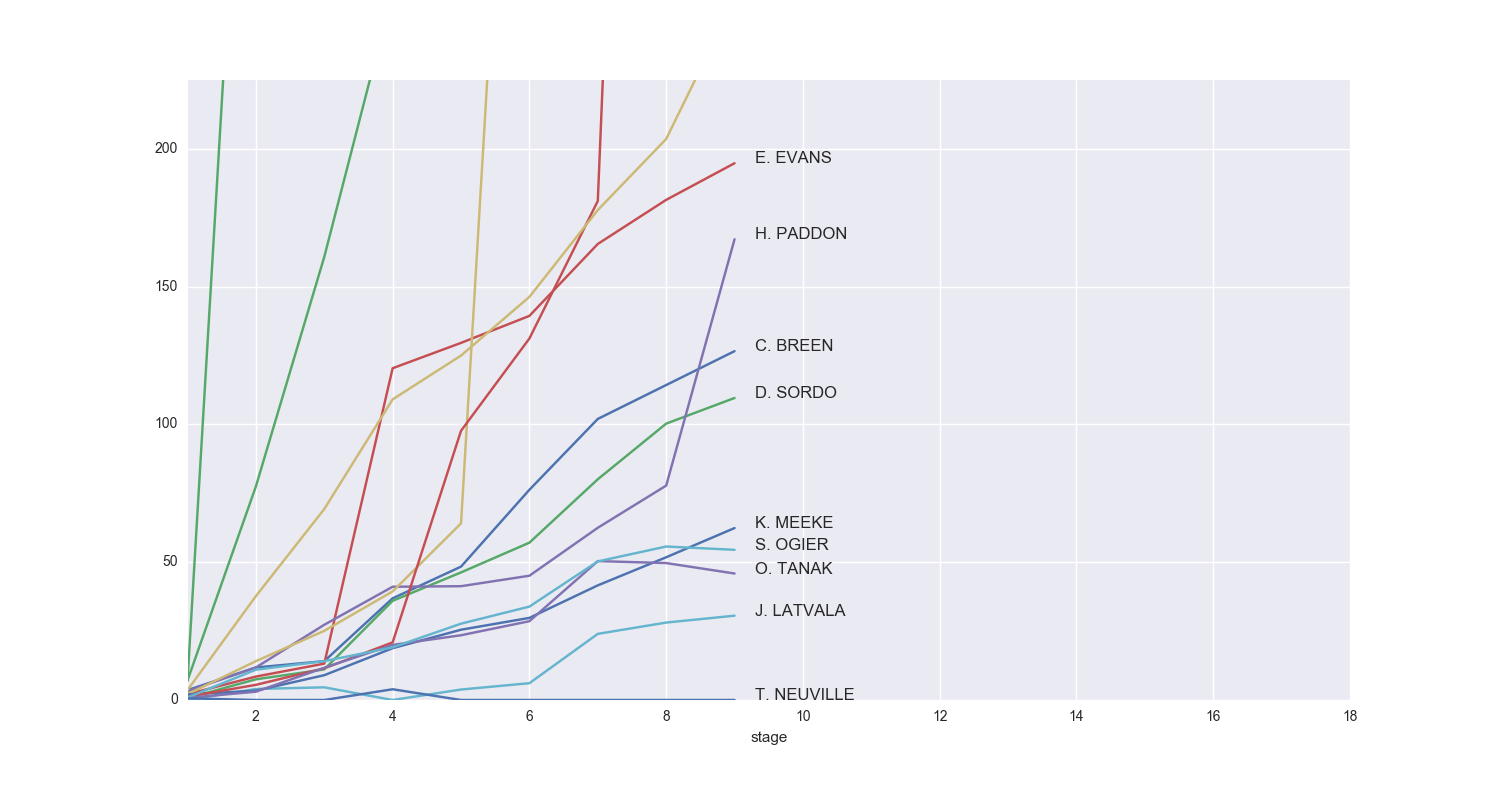 200
150
100
50
0
E. EVANS
H. PADDON
C. BREEN
D. SORDO
K. MEEKE
S. OGIER
O. TANAK
J. LATVALA
T. NEUVILLE
2 4 6 8 10 12 14 16 18
stage